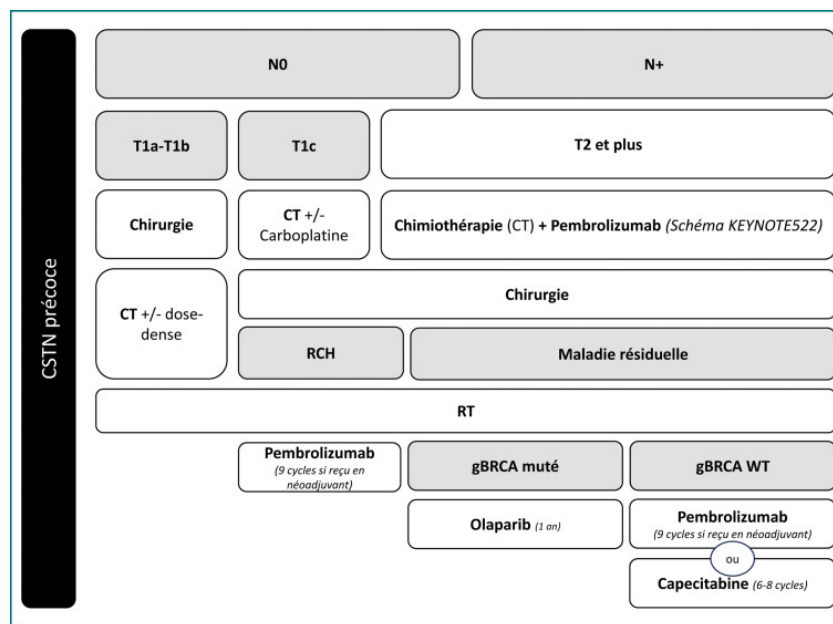 CSTN précoce
N0
N+
T1a-T1b
T1c
T2 et plus
Chirurgie
CT +/-
Carboplatine
Chimiothérapie (CT) + Pembrolizumab (Schéma KEYNOTE522)
CT +/- dose-
dense
Chirurgie
RCH
Maladie résiduelle
RT
Pembrolizumab
(9 cycles si reçu en
néoadjuvant)
gBRCA muté
gBRCA WT
Olaparib (1 an)
Pembrolizumab
(9 cycles si reçu en néoadjuvant)
ou
Capecitabine (6-8 cycles)